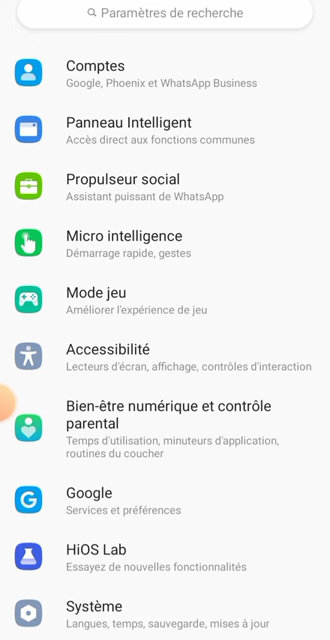 Paramètres de recherche
Comptes
Google, Phoenix et WhatsApp Business
Panneau Intelligent
Accès direct aux fonctions communes
Propulseur social
Assistant puissant de WhatsApp
Micro intelligence
Démarrage rapide, gestes
Mode jeu
Améliorer l'expérience de jeu
Accessibilité
Lecteurs d'écran, affichage, contrôles d'interaction
Bien-être numérique et contrôle
parental
Temps d'utilisation, minuteurs d'application,
routines du coucher
Google
Services et préférences
HiOS Lab
Essayez de nouvelles fonctionnalités
Système
Langues, temps, sauvegarde, mises à jour